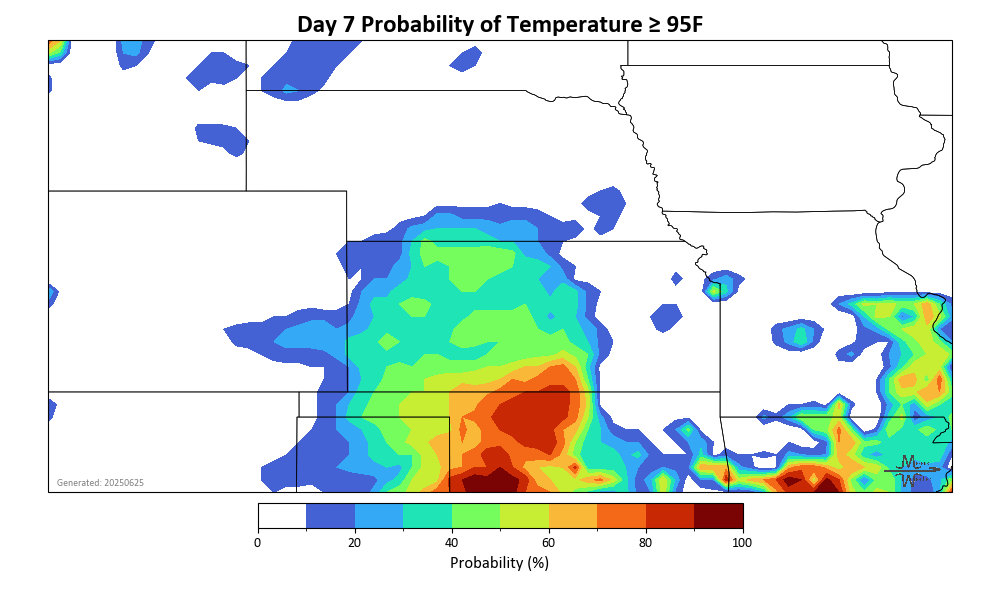 Day 7 Probability of Temperature ≥ 95F
Generated: 20250625
0 20 40 60 80 100
Probability (%)